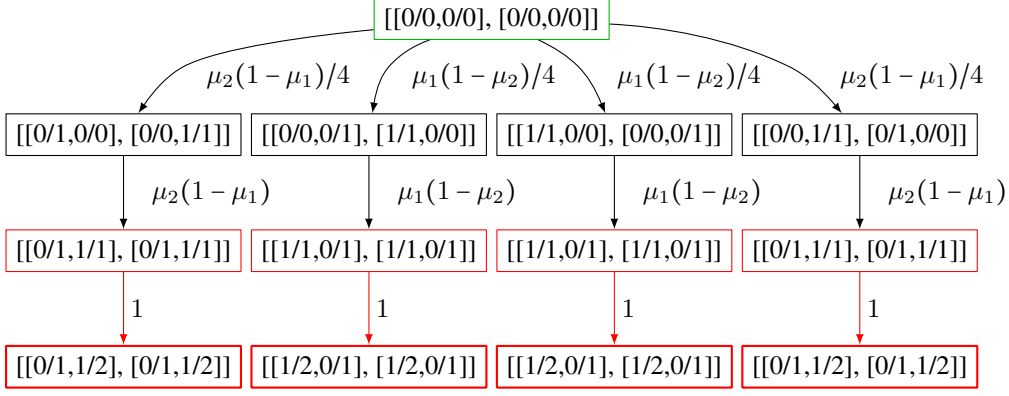 [[0/0,0/0], [0/0,0/0]]
μ₂(1 − μ₁)/4 μ₁(1 − μ₂)/4 μ₁(1 − μ₂)/4 μ₂(1 − μ₁)/4
[[0/1,0/0], [0/0,1/1]] [[0/0,0/1], [1/1,0/0]] [[1/1,0/0], [0/0,0/1]] [[0/0,1/1], [0/1,0/0]]
μ₂(1 − μ₁) μ₁(1 − μ₂) μ₁(1 − μ₂) μ₂(1 − μ₁)
[[0/1,1/1], [0/1,1/1]] [[1/1,0/1], [1/1,0/1]] [[1/1,0/1], [1/1,0/1]] [[0/1,1/1], [0/1,1/1]]
1 1 1 1
[[0/1,1/2], [0/1,1/2]] [[1/2,0/1], [1/2,0/1]] [[1/2,0/1], [1/2,0/1]] [[0/1,1/2], [0/1,1/2]]